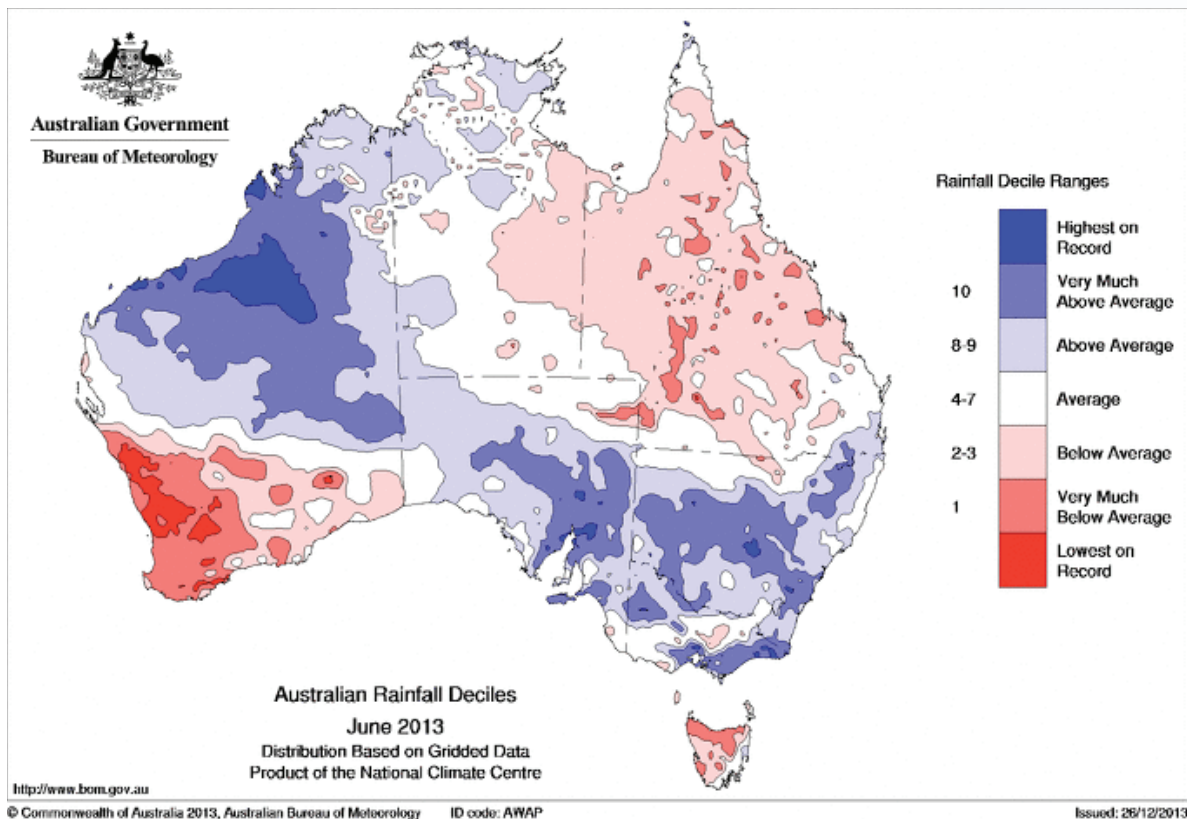 Australian Government
Bureau of Meteorology
Rainfall Decile Ranges
Highest on
Record
10
Very Much
Above Average
8-9
Above Average
4-7
Average
2-3
Below Average
1
Very Much
Below Average
Lowest on
Record
Australian Rainfall Deciles
June 2013
Distribution Based on Gridded Data
Product of the National Climate Centre
http://www.bom.gov.au
© Commonwealth of Australia 2013, Australian Bureau of Meteorology ID code: AWAP Issued: 26/12/2013